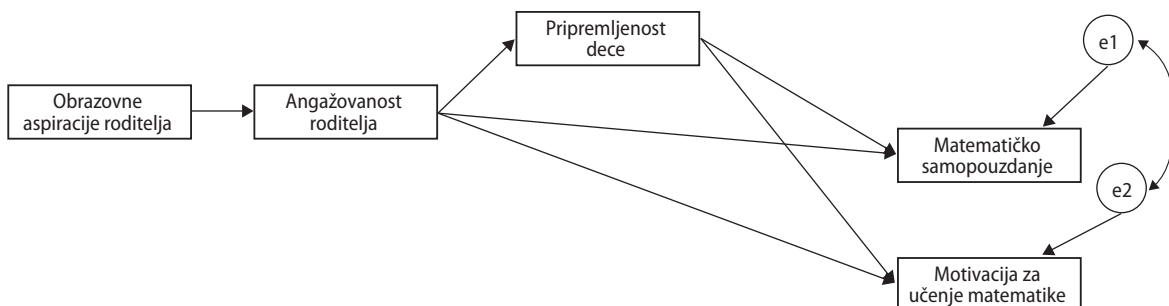 Obrazovne
aspiracije roditelja
Angažovanost
roditelja
Pripremljenost
dece
e1
Matematičko
samopouzdanje
e2
Motivacija za
učenje matematike